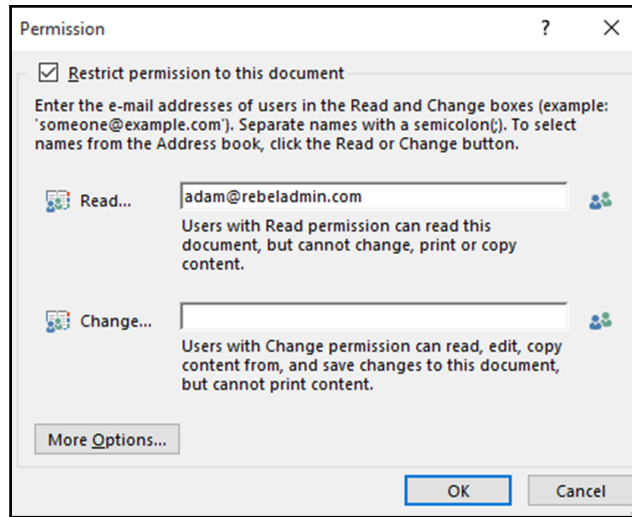 Permission
Restrict permission to this document
Enter the e-mail addresses of users in the Read and Change boxes (example:
'someone@example.com'). Separate names with a semicolon(;). To select
names from the Address book, click the Read or Change button.
Read...
adam@rebeladmin.com
Users with Read permission can read this
document, but cannot change, print or copy
content.
Change...
Users with Change permission can read, edit, copy
content from, and save changes to this document,
but cannot print content.
More Options...
OK Cancel